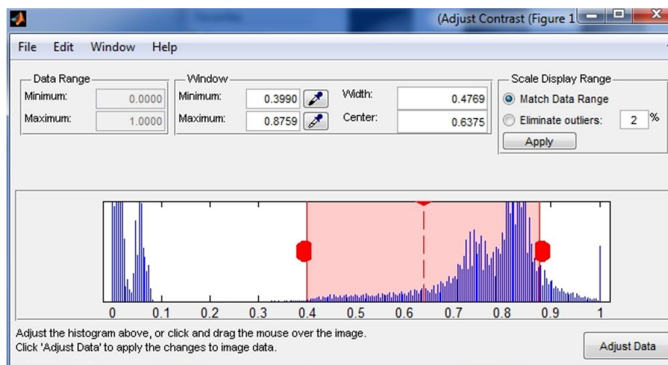 (Adjust Contrast (Figure 1
File Edit Window Help
Data Range
Minimum: 0.0000
Maximum: 1.0000
Window
Minimum: 0.3990
Maximum: 0.8759
Width: 0.4769
Center: 0.6375
Scale Display Range
Match Data Range
Eliminate outliers: 2 %
Apply
0 0.1 0.2 0.3 0.4 0.5 0.6 0.7 0.8 0.9 1
Adjust the histogram above, or click and drag the mouse over the image.
Click 'Adjust Data' to apply the changes to image data.
Adjust Data